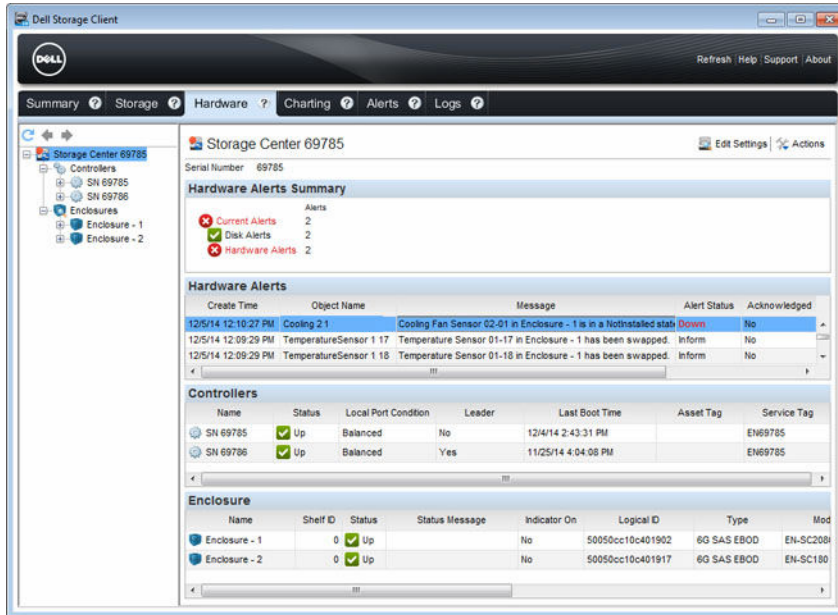 Dell Storage Client
DELL
Refresh | Help | Support | About
Summary ? Storage ? Hardware ? Charting ? Alerts ? Logs ?
Storage Center 69785
Controllers
SN 69785
SN 69786
Enclosures
Enclosure - 1
Enclosure - 2
Storage Center 69785
Edit Settings | Actions
Serial Number 69785
Hardware Alerts Summary
Alerts
Current Alerts 2
Disk Alerts 2
Hardware Alerts 2
Hardware Alerts
Create Time Object Name Message Alert Status Acknowledged
12/5/14 12:10:27 PM Cooling 2 1 Cooling Fan Sensor 02-01 in Enclosure - 1 is in a NotInstalled stat Down No
12/5/14 12:09:29 PM TemperatureSensor 1 17 Temperature Sensor 01-17 in Enclosure - 1 has been swapped. Inform No
12/5/14 12:09:29 PM TemperatureSensor 1 18 Temperature Sensor 01-18 in Enclosure - 1 has been swapped. Inform No
Controllers
Name Status Local Port Condition Leader Last Boot Time Asset Tag Service Tag
SN 69785 Up Balanced No 12/4/14 2:43:31 PM EN69785
SN 69786 Up Balanced Yes 11/25/14 4:04:08 PM EN69785
Enclosure
Name Shelf ID Status Status Message Indicator On Logical ID Type Mod
Enclosure - 1 0 Up No 50050cc10c401902 6G SAS EBOD EN-SC208
Enclosure - 2 0 Up No 50050cc10c401917 6G SAS EBOD EN-SC180